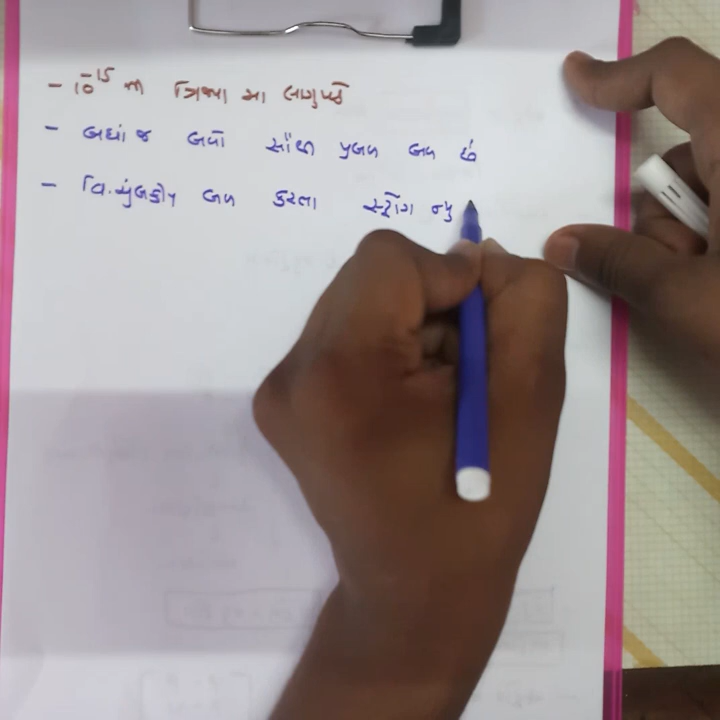 - 10⁻¹⁵ ની ત્રિજ્યા મા લાગુ પડે
- બધાં જ બળો સૌથી પ્રબળ બળ છે
- વિ.ચુંબકીય બળ કરતા સ્ટ્રોંગ ન્યુ